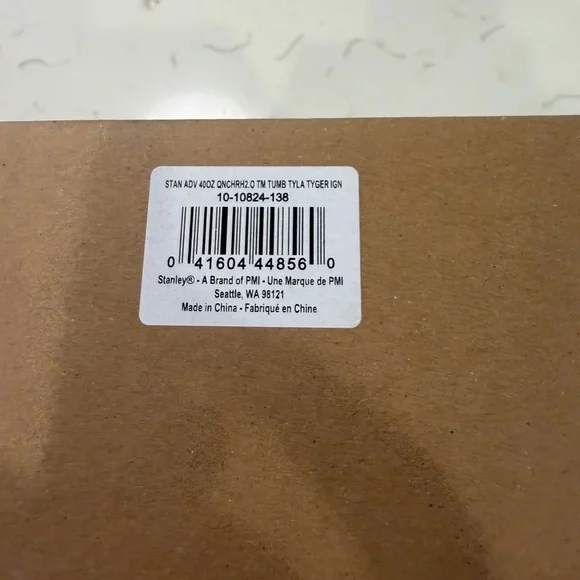 STAN ADV 40OZ QNCHRH2.O TM TUMB TYLA TYGER IGN
10-10824-138
0 41604 44856 0
Stanley® - A Brand of PMI - Une Marque de PMI
Seattle, WA 98121
Made in China - Fabriqué en Chine